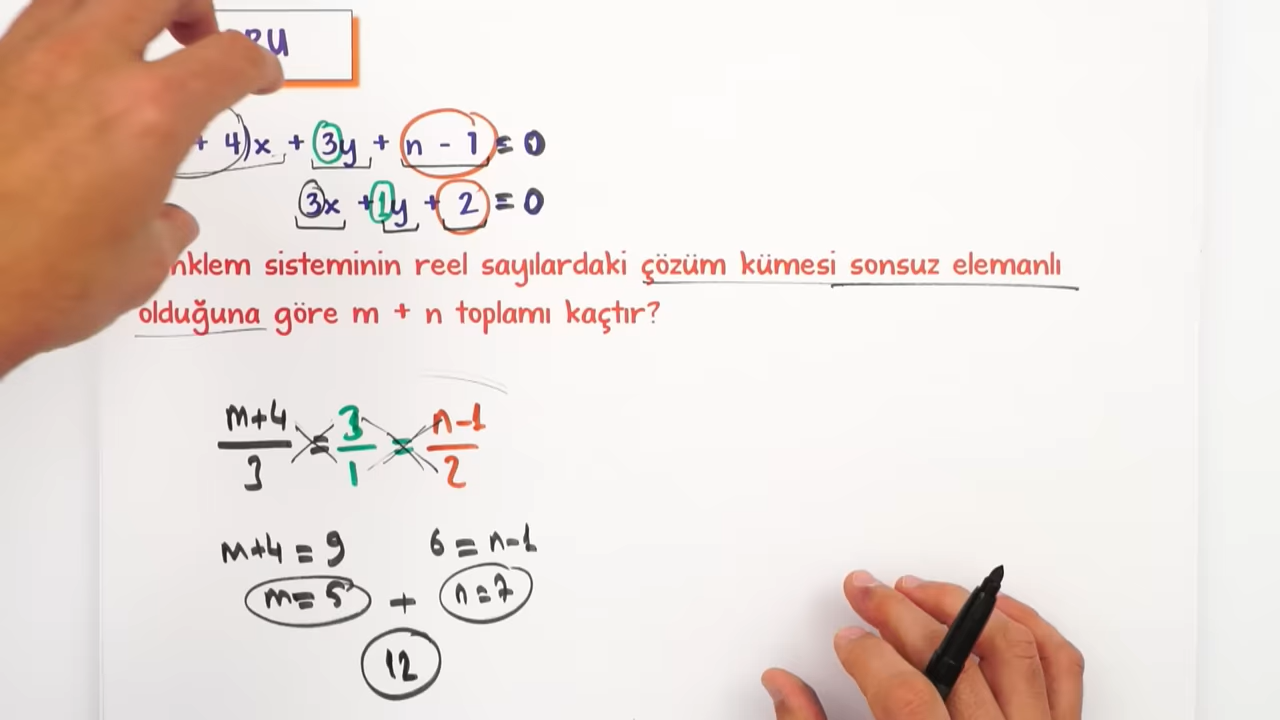 + 4)x + 3y + n - 1 = 0
3x + 1y + 2 = 0
sisteminin reel sayılardaki çözüm kümesi sonsuz elemanlı
olduğuna göre m + n toplamı kaçtır?
m+4 = 3 = n-1
3 1 2
m+4 = 9 6 = n-1
m = 5 + n = 7
12